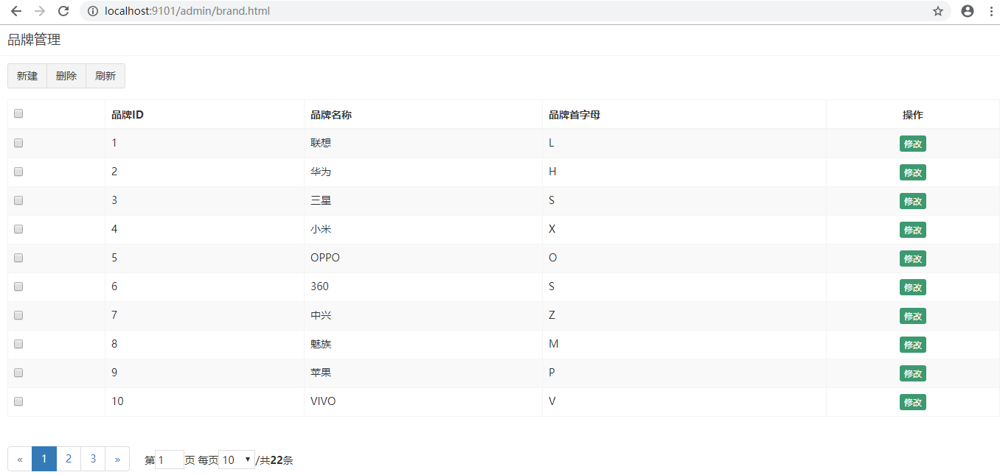 localhost:9101/admin/brand.html
品牌管理
新建 删除 刷新
品牌ID 品牌名称 品牌首字母 操作
1 联想 L 修改
2 华为 H 修改
3 三星 S 修改
4 小米 X 修改
5 OPPO O 修改
6 360 S 修改
7 中兴 Z 修改
8 魅族 M 修改
9 苹果 P 修改
10 VIVO V 修改
« 1 2 3 » 第1页 每页10/共22条